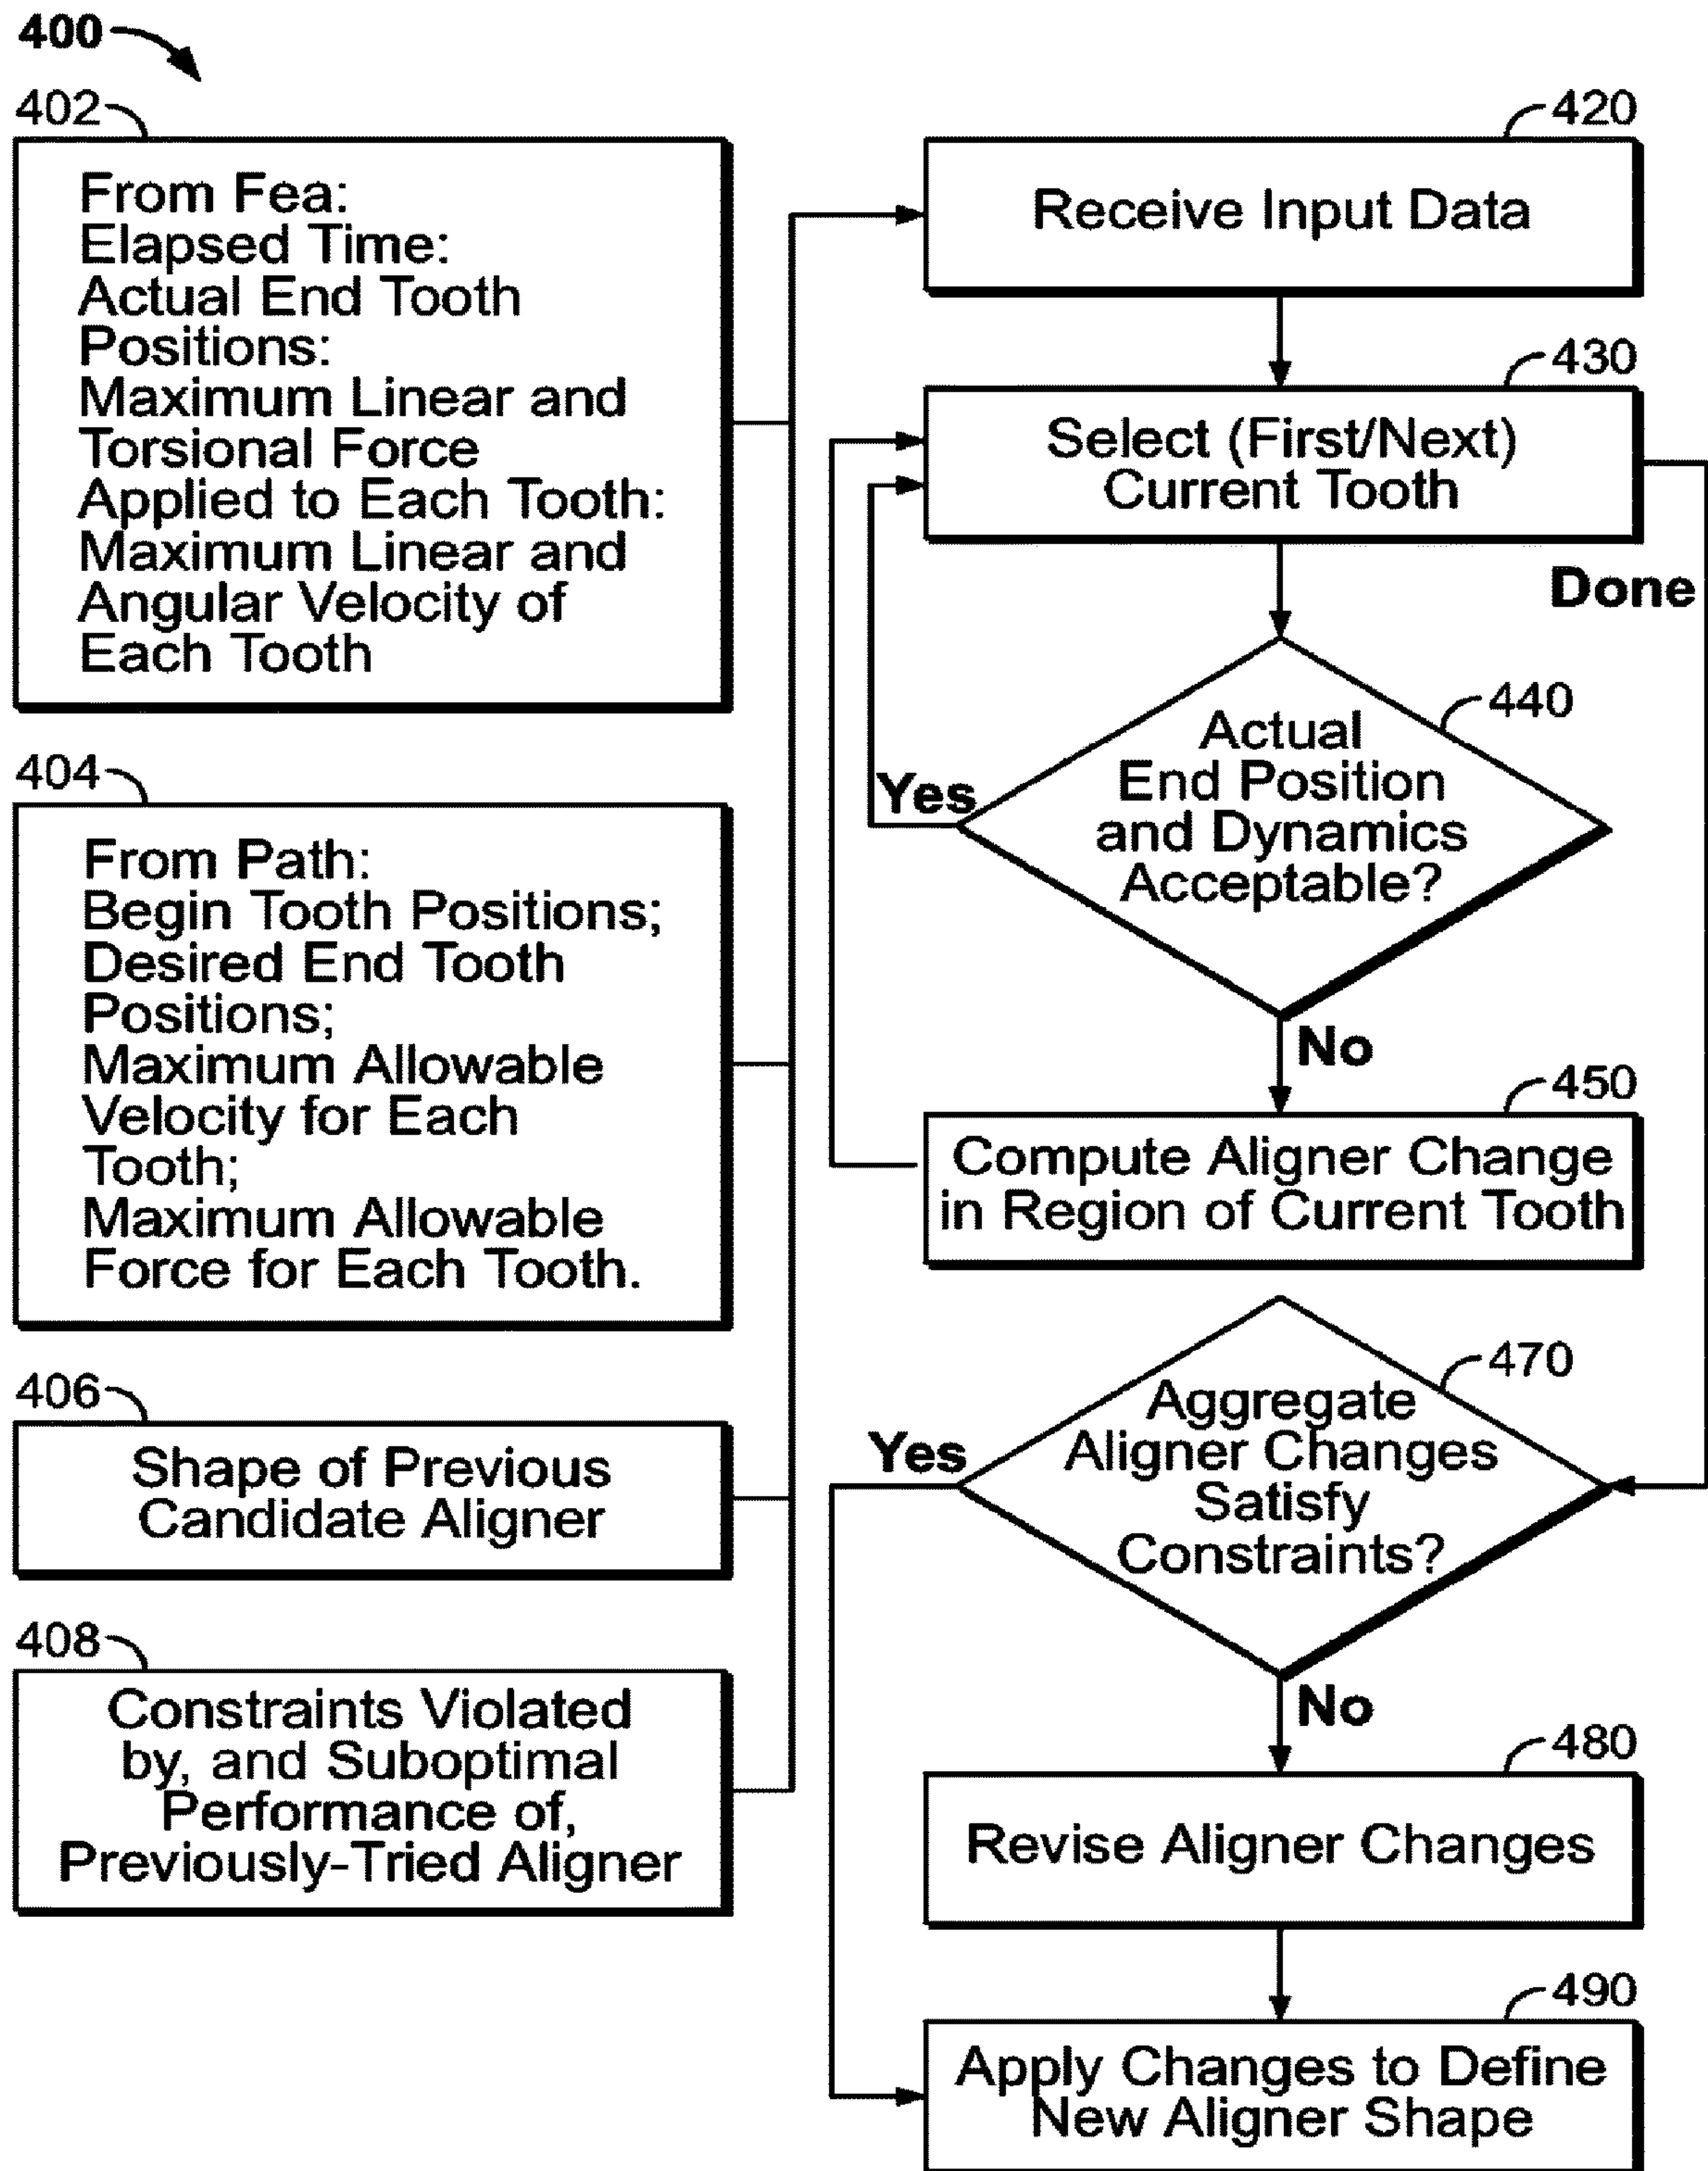 400
402
From Fea:
Elapsed Time:
Actual End Tooth
Positions:
Maximum Linear and
Torsional Force
Applied to Each Tooth:
Maximum Linear and
Angular Velocity of
Each Tooth
404
From Path:
Begin Tooth Positions;
Desired End Tooth
Positions;
Maximum Allowable
Velocity for Each
Tooth;
Maximum Allowable
Force for Each Tooth.
406
Shape of Previous
Candidate Aligner
408
Constraints Violated
by, and Suboptimal
Performance of,
Previously-Tried Aligner
420
Receive Input Data
430
Select (First/Next)
Current Tooth
Done
440
Actual
End Position
and Dynamics
Acceptable?
Yes
No
450
Compute Aligner Change
in Region of Current Tooth
470
Aggregate
Aligner Changes
Satisfy
Constraints?
Yes
No
480
Revise Aligner Changes
490
Apply Changes to Define
New Aligner Shape